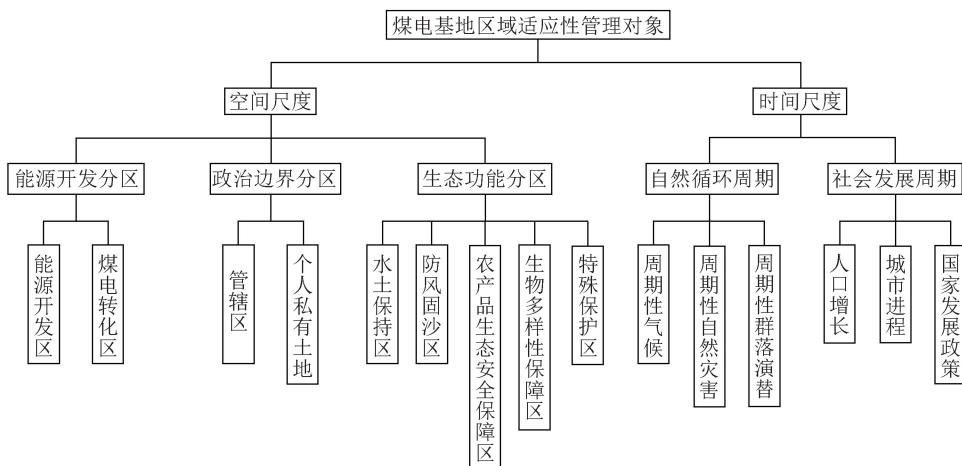 煤电基地区域适应性管理对象
空间尺度
时间尺度
能源开发分区
政治边界分区
生态功能分区
自然循环周期
社会发展周期
能源开发区
煤电转化区
管辖区
个人私有土地
水土保持区
防风固沙区
农产品生态安全保障区
生物多样性保障区
特殊保护区
周期性气候
周期性自然灾害
周期性群落演替
人口增长
城市进程
国家发展政策